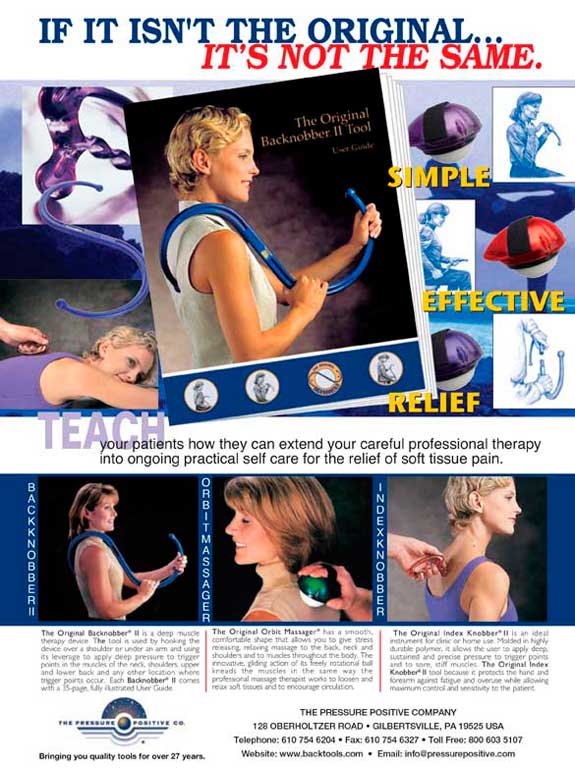 IF IT ISN'T THE ORIGINAL...
IT'S NOT THE SAME.
The Original
Backnobber II Tool
User Guide
SIMPLE
EFFECTIVE
RELIEF
TEACH
your patients how they can extend your careful professional therapy
into ongoing practical self care for the relief of soft tissue pain.
BACKKNOBBER II
ORBITMASSAGER
INDEXKNOBBER
The Original Backnobber® II is a deep muscle
therapy device. The tool is used by hooking the
device over a shoulder or under an arm and using
its leverage to apply deep pressure to trigger
points in the muscles of the neck, shoulders, upper
and lower back and any other location where
trigger points occur. Each Backnobber® II comes
with a 35-page, fully illustrated User Guide.
The Original Orbit Massager® has a smooth,
comfortable shape that allows you to give stress
releasing, relaxing massage to the back, neck and
shoulders and to muscles throughout the body. The
innovative, gliding action of its freely rotational ball
kneads the muscles in the same way the
professional massage therapist works to loosen and
relax soft tissues and to encourage circulation.
The Original Index Knobber® II is an ideal
instrument for clinic or home use. Molded in highly
durable polymer, it allows the user to apply deep,
sustained and precise pressure to trigger points
and to sore, stiff muscles. The Original Index
Knobber® II tool because it protects the hand and
forearm against fatigue and overuse while allowing
maximum control and sensitivity to the patient.
THE PRESSURE POSITIVE CO.
Bringing you quality tools for over 27 years.
THE PRESSURE POSITIVE COMPANY
128 OBERHOLTZER ROAD • GILBERTSVILLE, PA 19525 USA
Telephone: 610 754 6204 • Fax: 610 754 6327 • Toll Free: 800 603 5107
Website: www.backtools.com • Email: info@pressurepositive.com